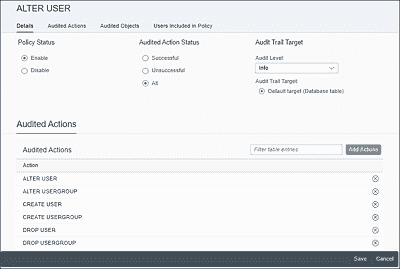 ALTER USER
Details Audited Actions Audited Objects Users Included in Policy
Policy Status Audited Action Status Audit Trail Target
Enable Successful Audit Level:
Disable Unsuccessful Info
All Audit Trail Target:
Default target (Database table)
Audited Actions
Audited Actions Filter table entries Add Actions
Action
ALTER USER
ALTER USERGROUP
CREATE USER
CREATE USERGROUP
DROP USER
DROP USERGROUP
Save Cancel